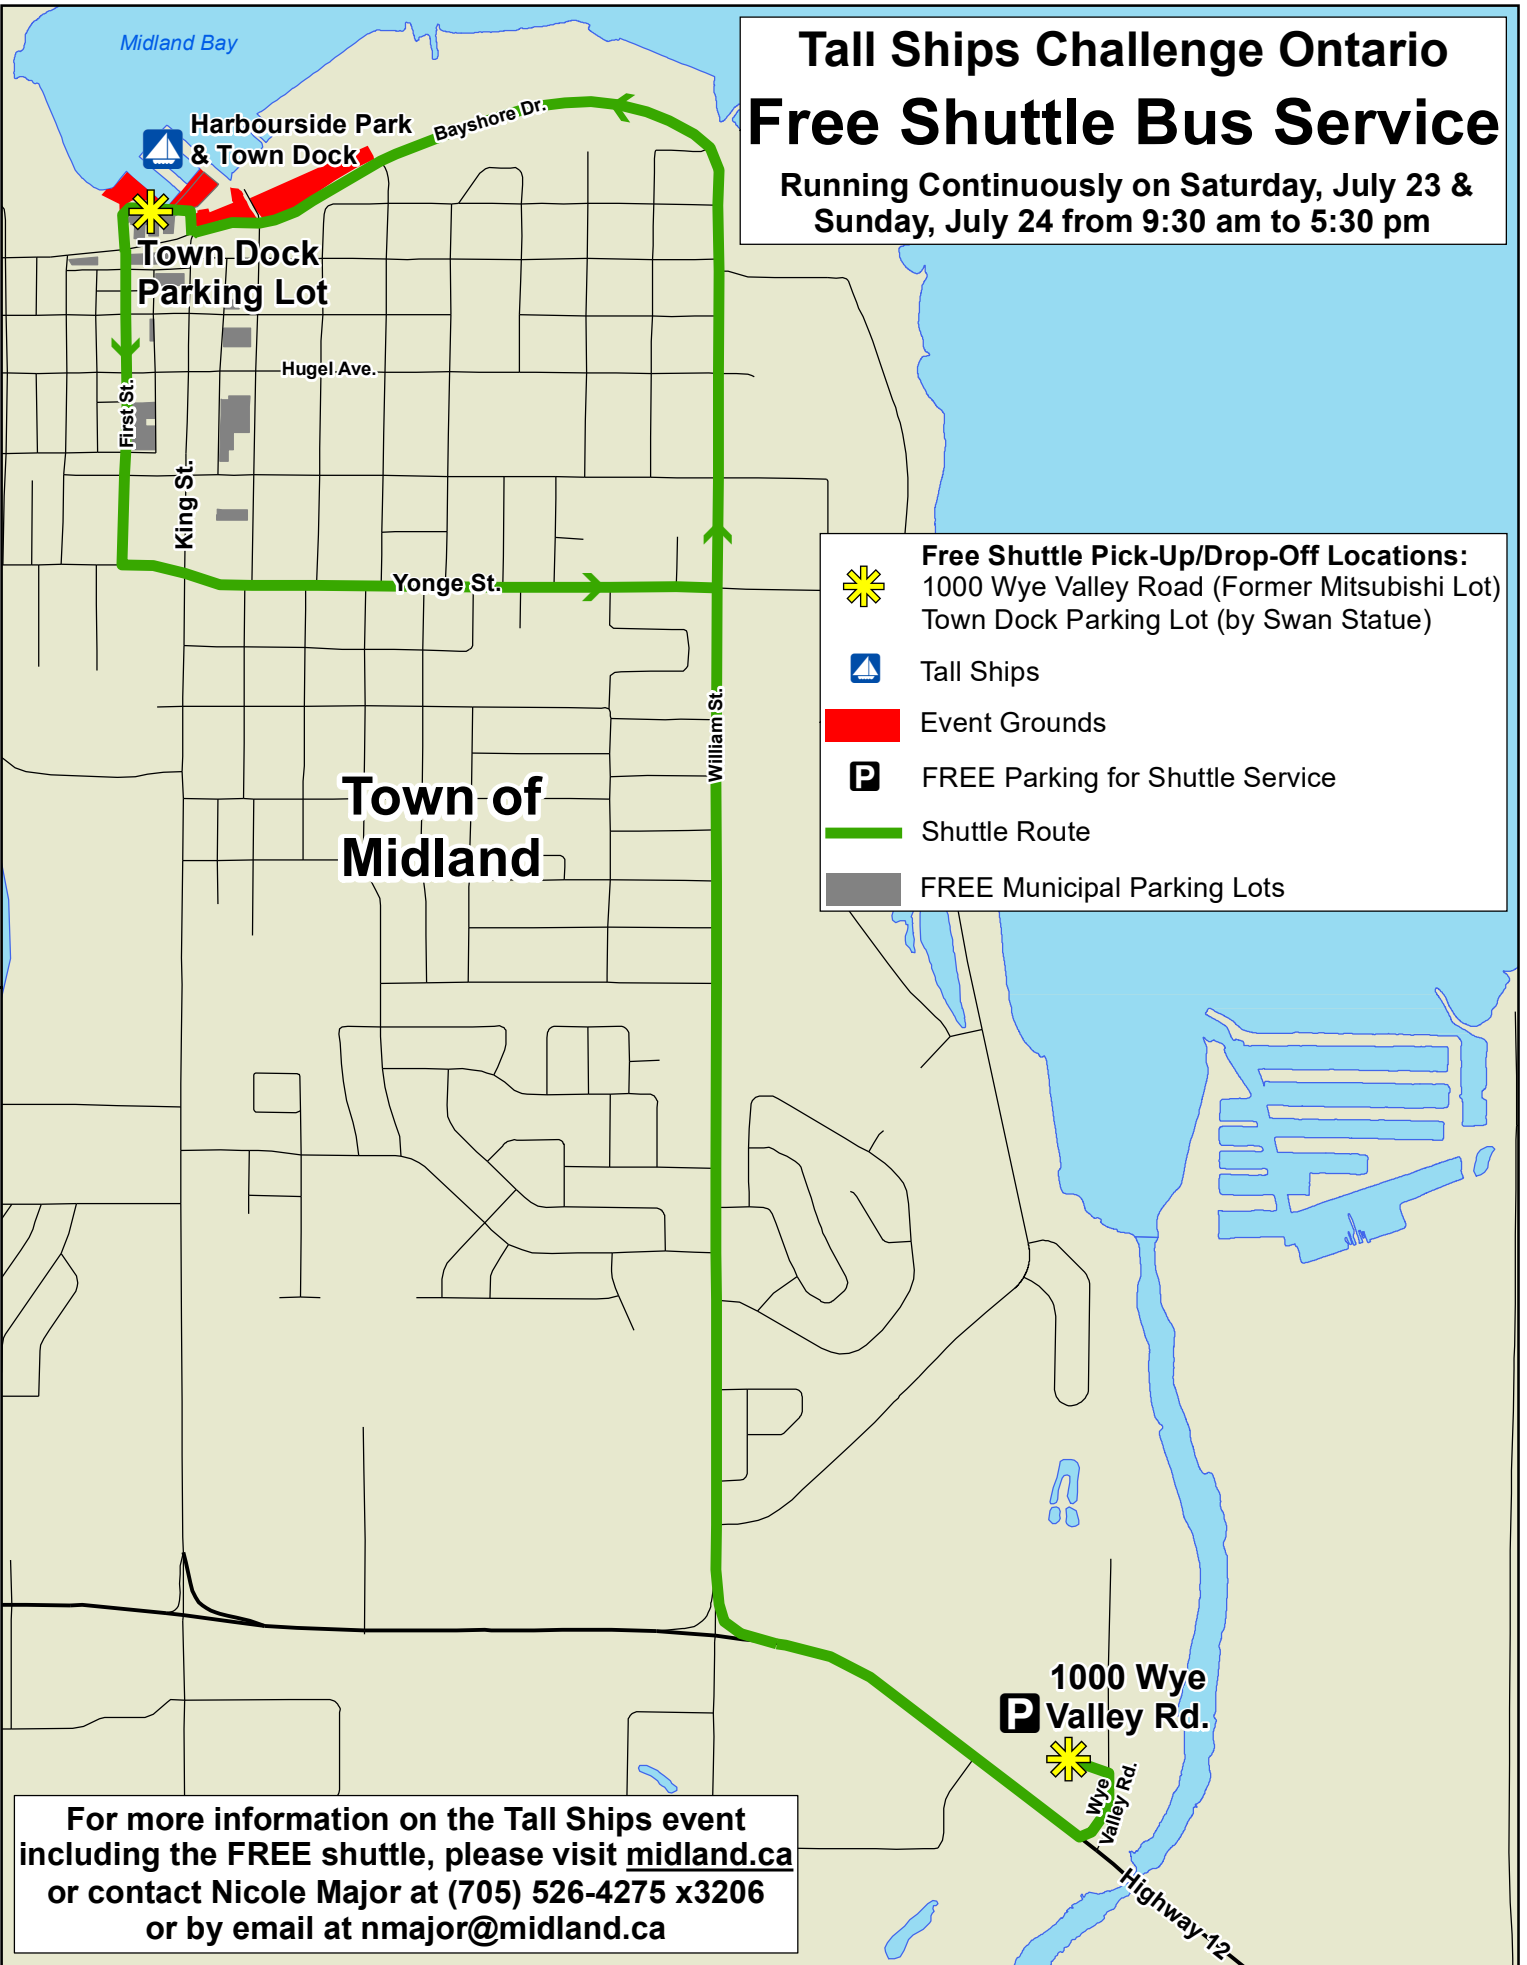 Midland Bay
Tall Ships Challenge Ontario
Free Shuttle Bus Service
Running Continuously on Saturday, July 23 &
Sunday, July 24 from 9:30 am to 5:30 pm
Harbourside Park
& Town Dock
Bayshore Dr.
Town Dock
Parking Lot
Hugel Ave.
First St.
King St.
Yonge St.
William St.
Free Shuttle Pick-Up/Drop-Off Locations:
1000 Wye Valley Road (Former Mitsubishi Lot)
Town Dock Parking Lot (by Swan Statue)
Tall Ships
Event Grounds
P FREE Parking for Shuttle Service
Shuttle Route
FREE Municipal Parking Lots
Town of
Midland
1000 Wye
P Valley Rd.
Wye
Valley Rd.
Highway 12
For more information on the Tall Ships event
including the FREE shuttle, please visit midland.ca
or contact Nicole Major at (705) 526-4275 x3206
or by email at nmajor@midland.ca